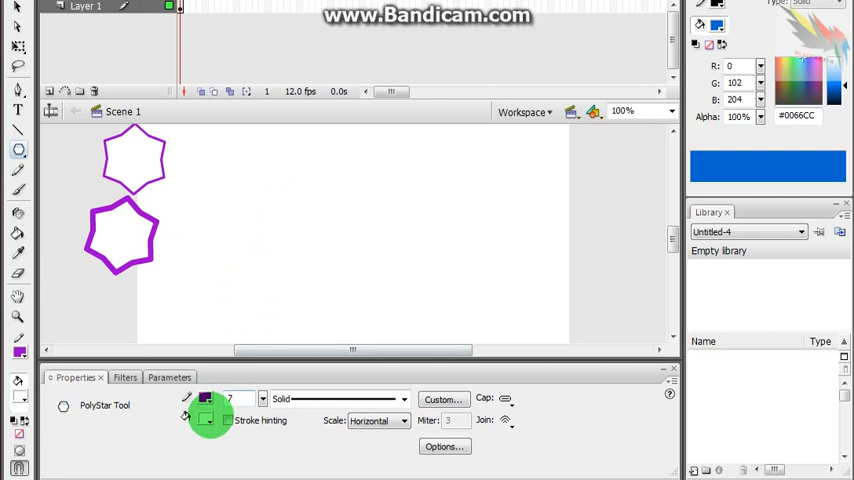 www.Bandicam.com
Layer 1
Type: Solid
R: 0
G: 102
B: 204
Alpha: 100%
#0066CC
1 12.0 fps 0.0s
Scene 1
Workspace
100%
Library
Untitled-4
Empty library
Name Type
Properties Filters Parameters
PolyStar Tool
7
Solid
Custom...
Cap:
Stroke hinting
Scale: Horizontal
Miter: 3
Join:
Options...